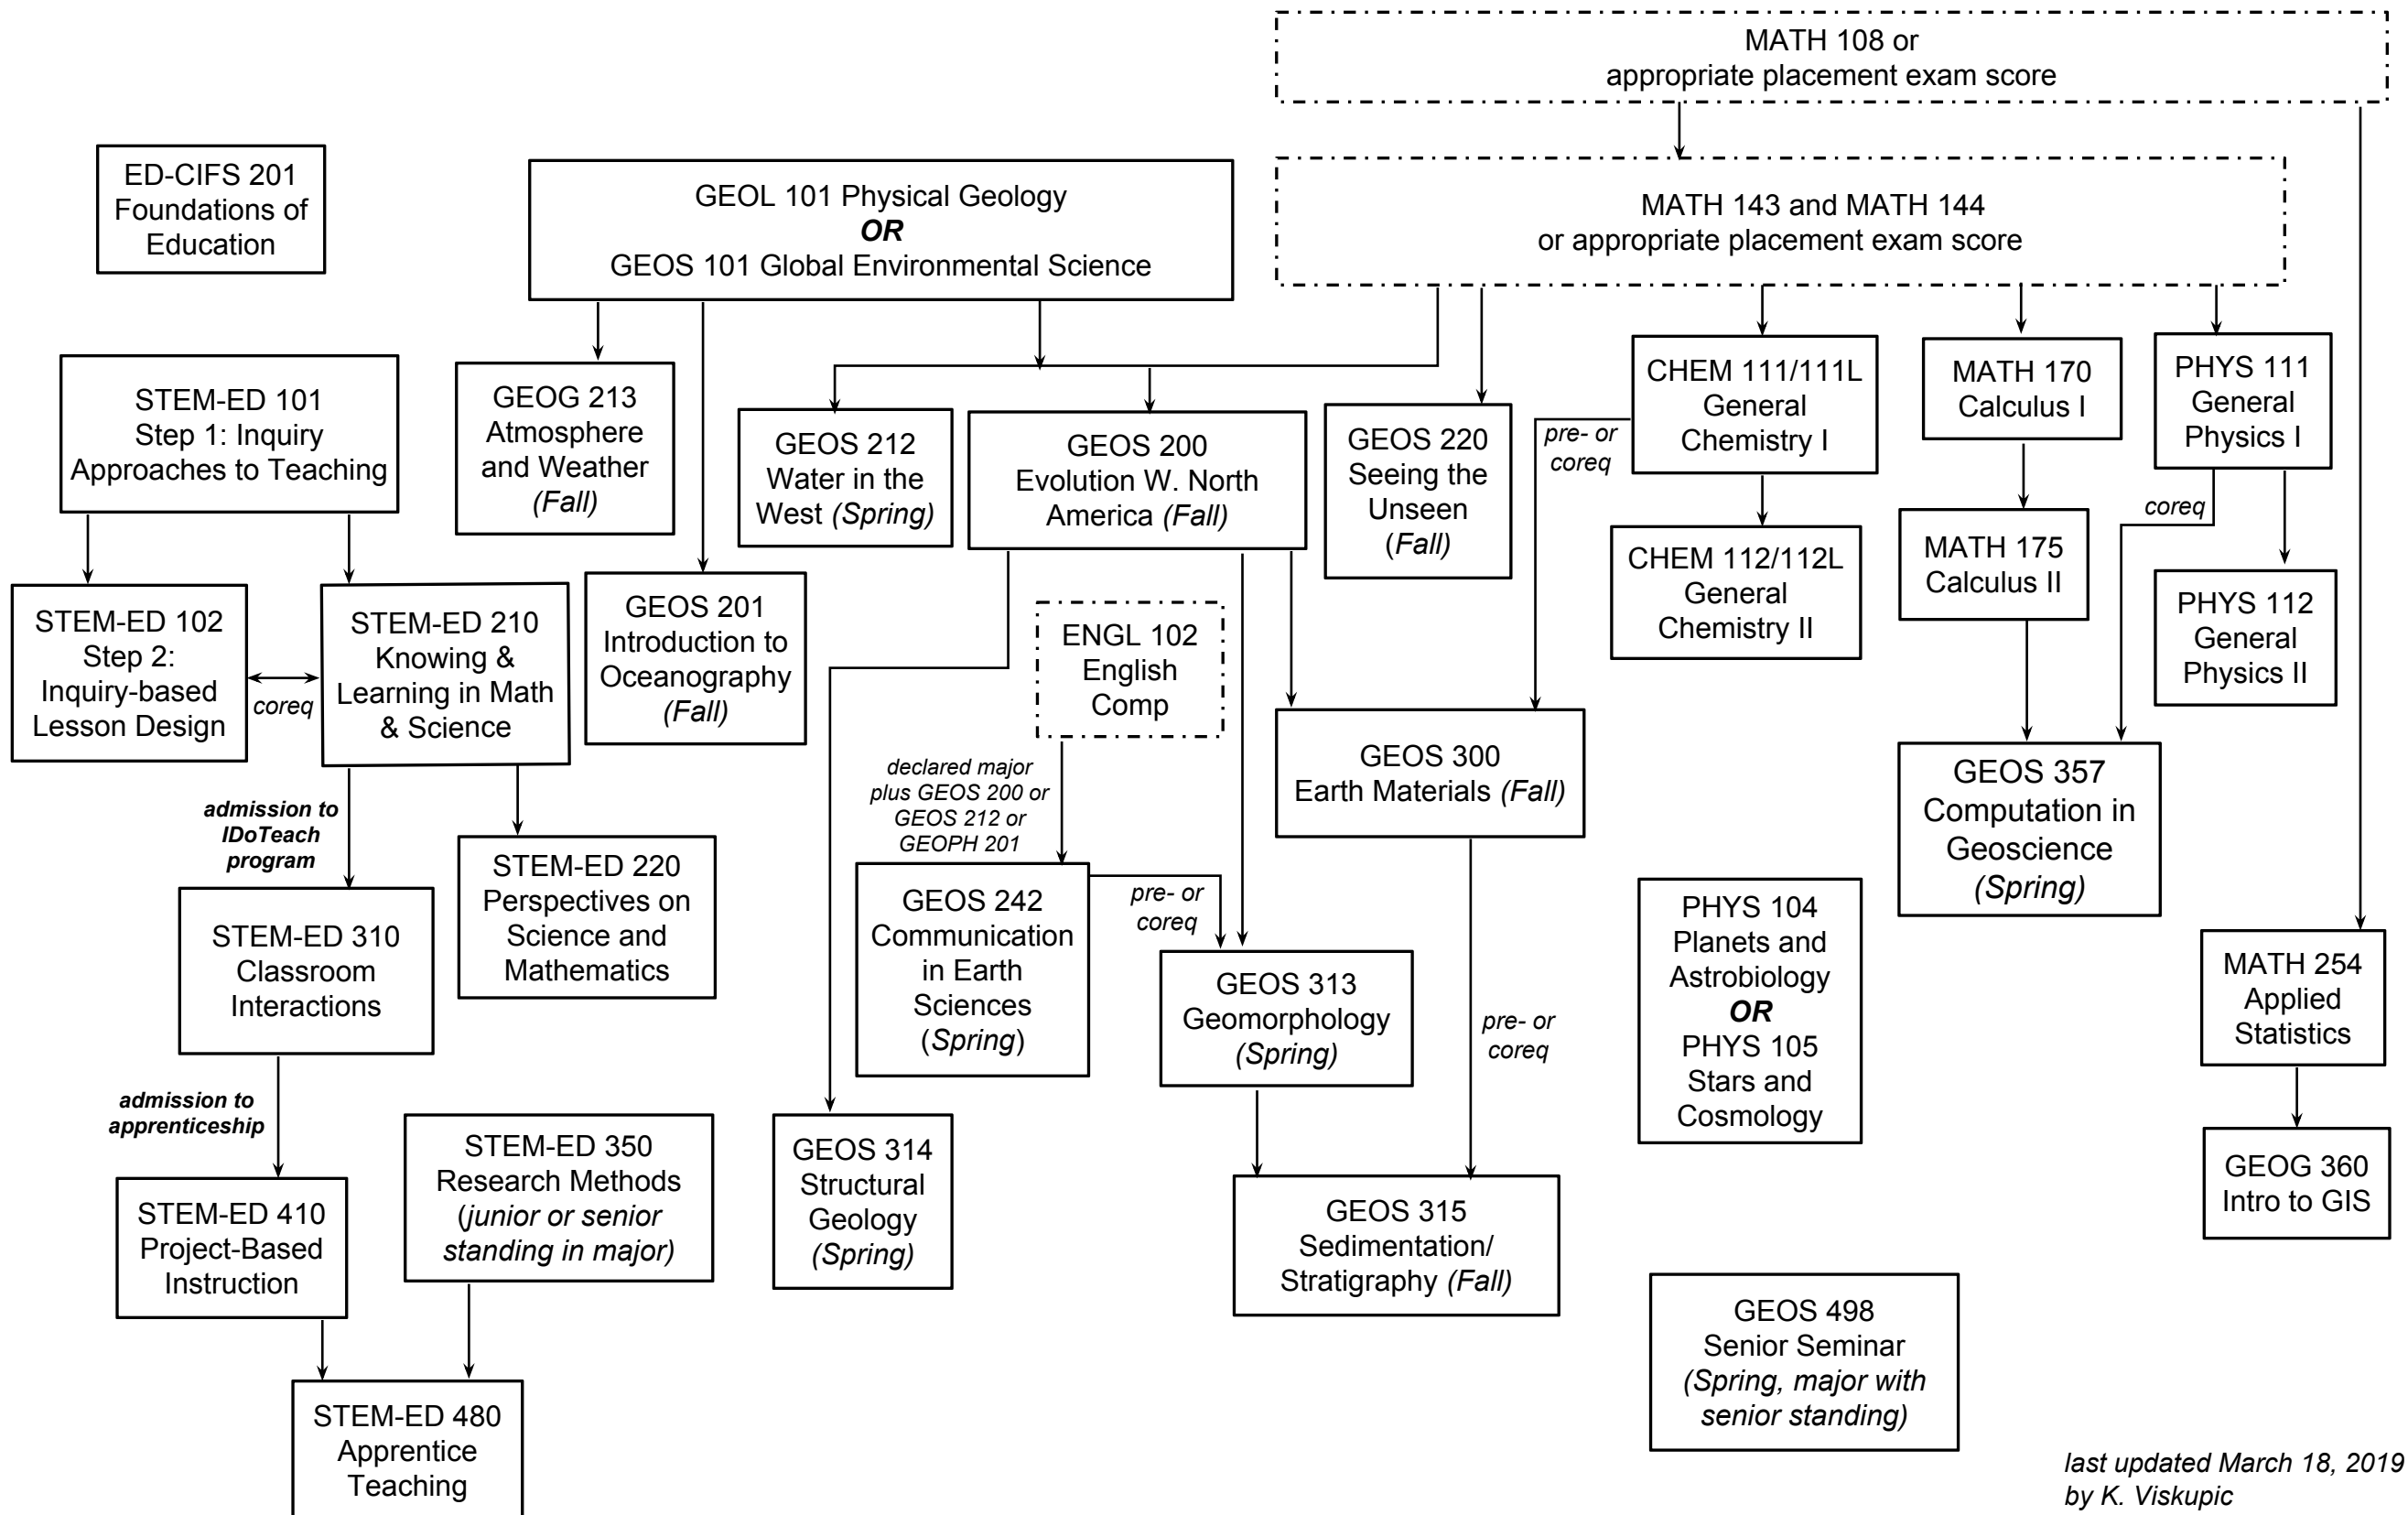 MATH 108 or
appropriate placement exam score
ED-CIFS 201
Foundations of
Education
GEOL 101 Physical Geology
OR
GEOS 101 Global Environmental Science
MATH 143 and MATH 144
or appropriate placement exam score
STEM-ED 101
Step 1: Inquiry
Approaches to Teaching
GEOG 213
Atmosphere
and Weather
(Fall)
GEOS 212
Water in the
West (Spring)
GEOS 200
Evolution W. North
America (Fall)
GEOS 220
Seeing the
Unseen
(Fall)
pre- or
coreq
CHEM 111/111L
General
Chemistry I
MATH 170
Calculus I
PHYS 111
General
Physics I
coreq
CHEM 112/112L
General
Chemistry II
MATH 175
Calculus II
PHYS 112
General
Physics II
STEM-ED 102
Step 2:
Inquiry-based
Lesson Design
coreq
STEM-ED 210
Knowing &
Learning in Math
& Science
GEOS 201
Introduction to
Oceanography
(Fall)
ENGL 102
English
Comp
declared major
plus GEOS 200 or
GEOS 212 or
GEOPH 201
GEOS 300
Earth Materials (Fall)
GEOS 357
Computation in
Geoscience
(Spring)
admission to
IDoTeach
program
STEM-ED 220
Perspectives on
Science and
Mathematics
STEM-ED 310
Classroom
Interactions
GEOS 242
Communication
in Earth
Sciences
(Spring)
pre- or
coreq
GEOS 313
Geomorphology
(Spring)
pre- or
coreq
PHYS 104
Planets and
Astrobiology
OR
PHYS 105
Stars and
Cosmology
MATH 254
Applied
Statistics
admission to
apprenticeship
STEM-ED 410
Project-Based
Instruction
STEM-ED 350
Research Methods
(junior or senior
standing in major)
GEOS 314
Structural
Geology
(Spring)
GEOS 315
Sedimentation/
Stratigraphy (Fall)
GEOG 360
Intro to GIS
GEOS 498
Senior Seminar
(Spring, major with
senior standing)
STEM-ED 480
Apprentice
Teaching
last updated March 18, 2019
by K. Viskupic